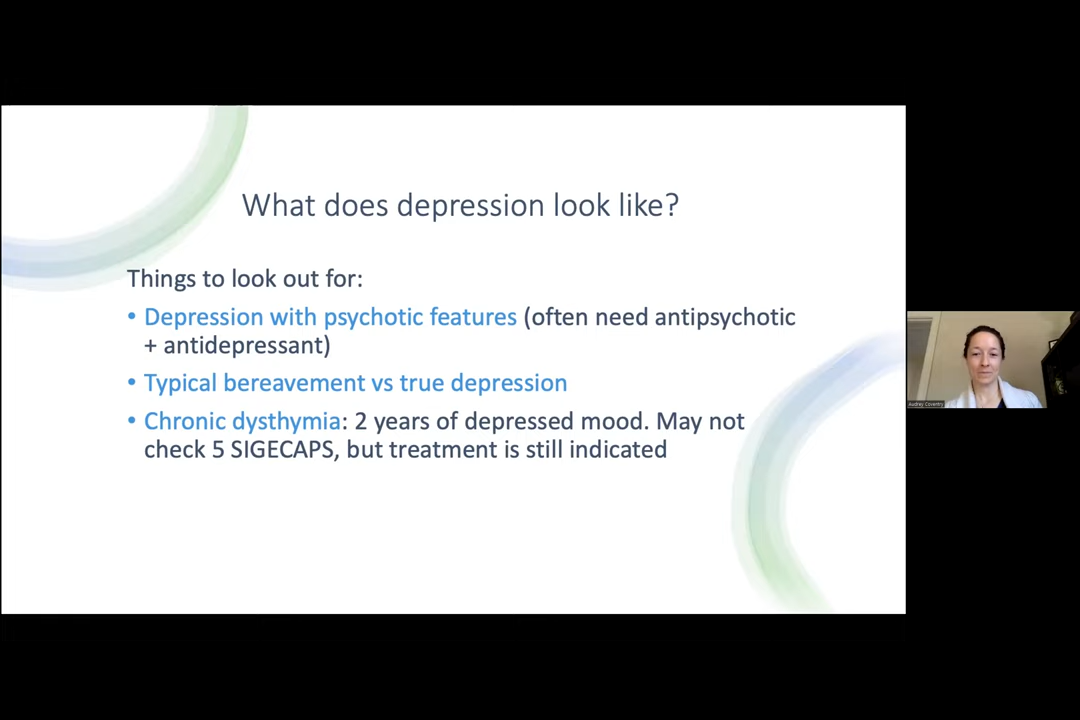 What does depression look like?
Things to look out for:
• Depression with psychotic features (often need antipsychotic
+ antidepressant)
• Typical bereavement vs true depression
• Chronic dysthymia: 2 years of depressed mood. May not
check 5 SIGECAPS, but treatment is still indicated
Audrey Coventry